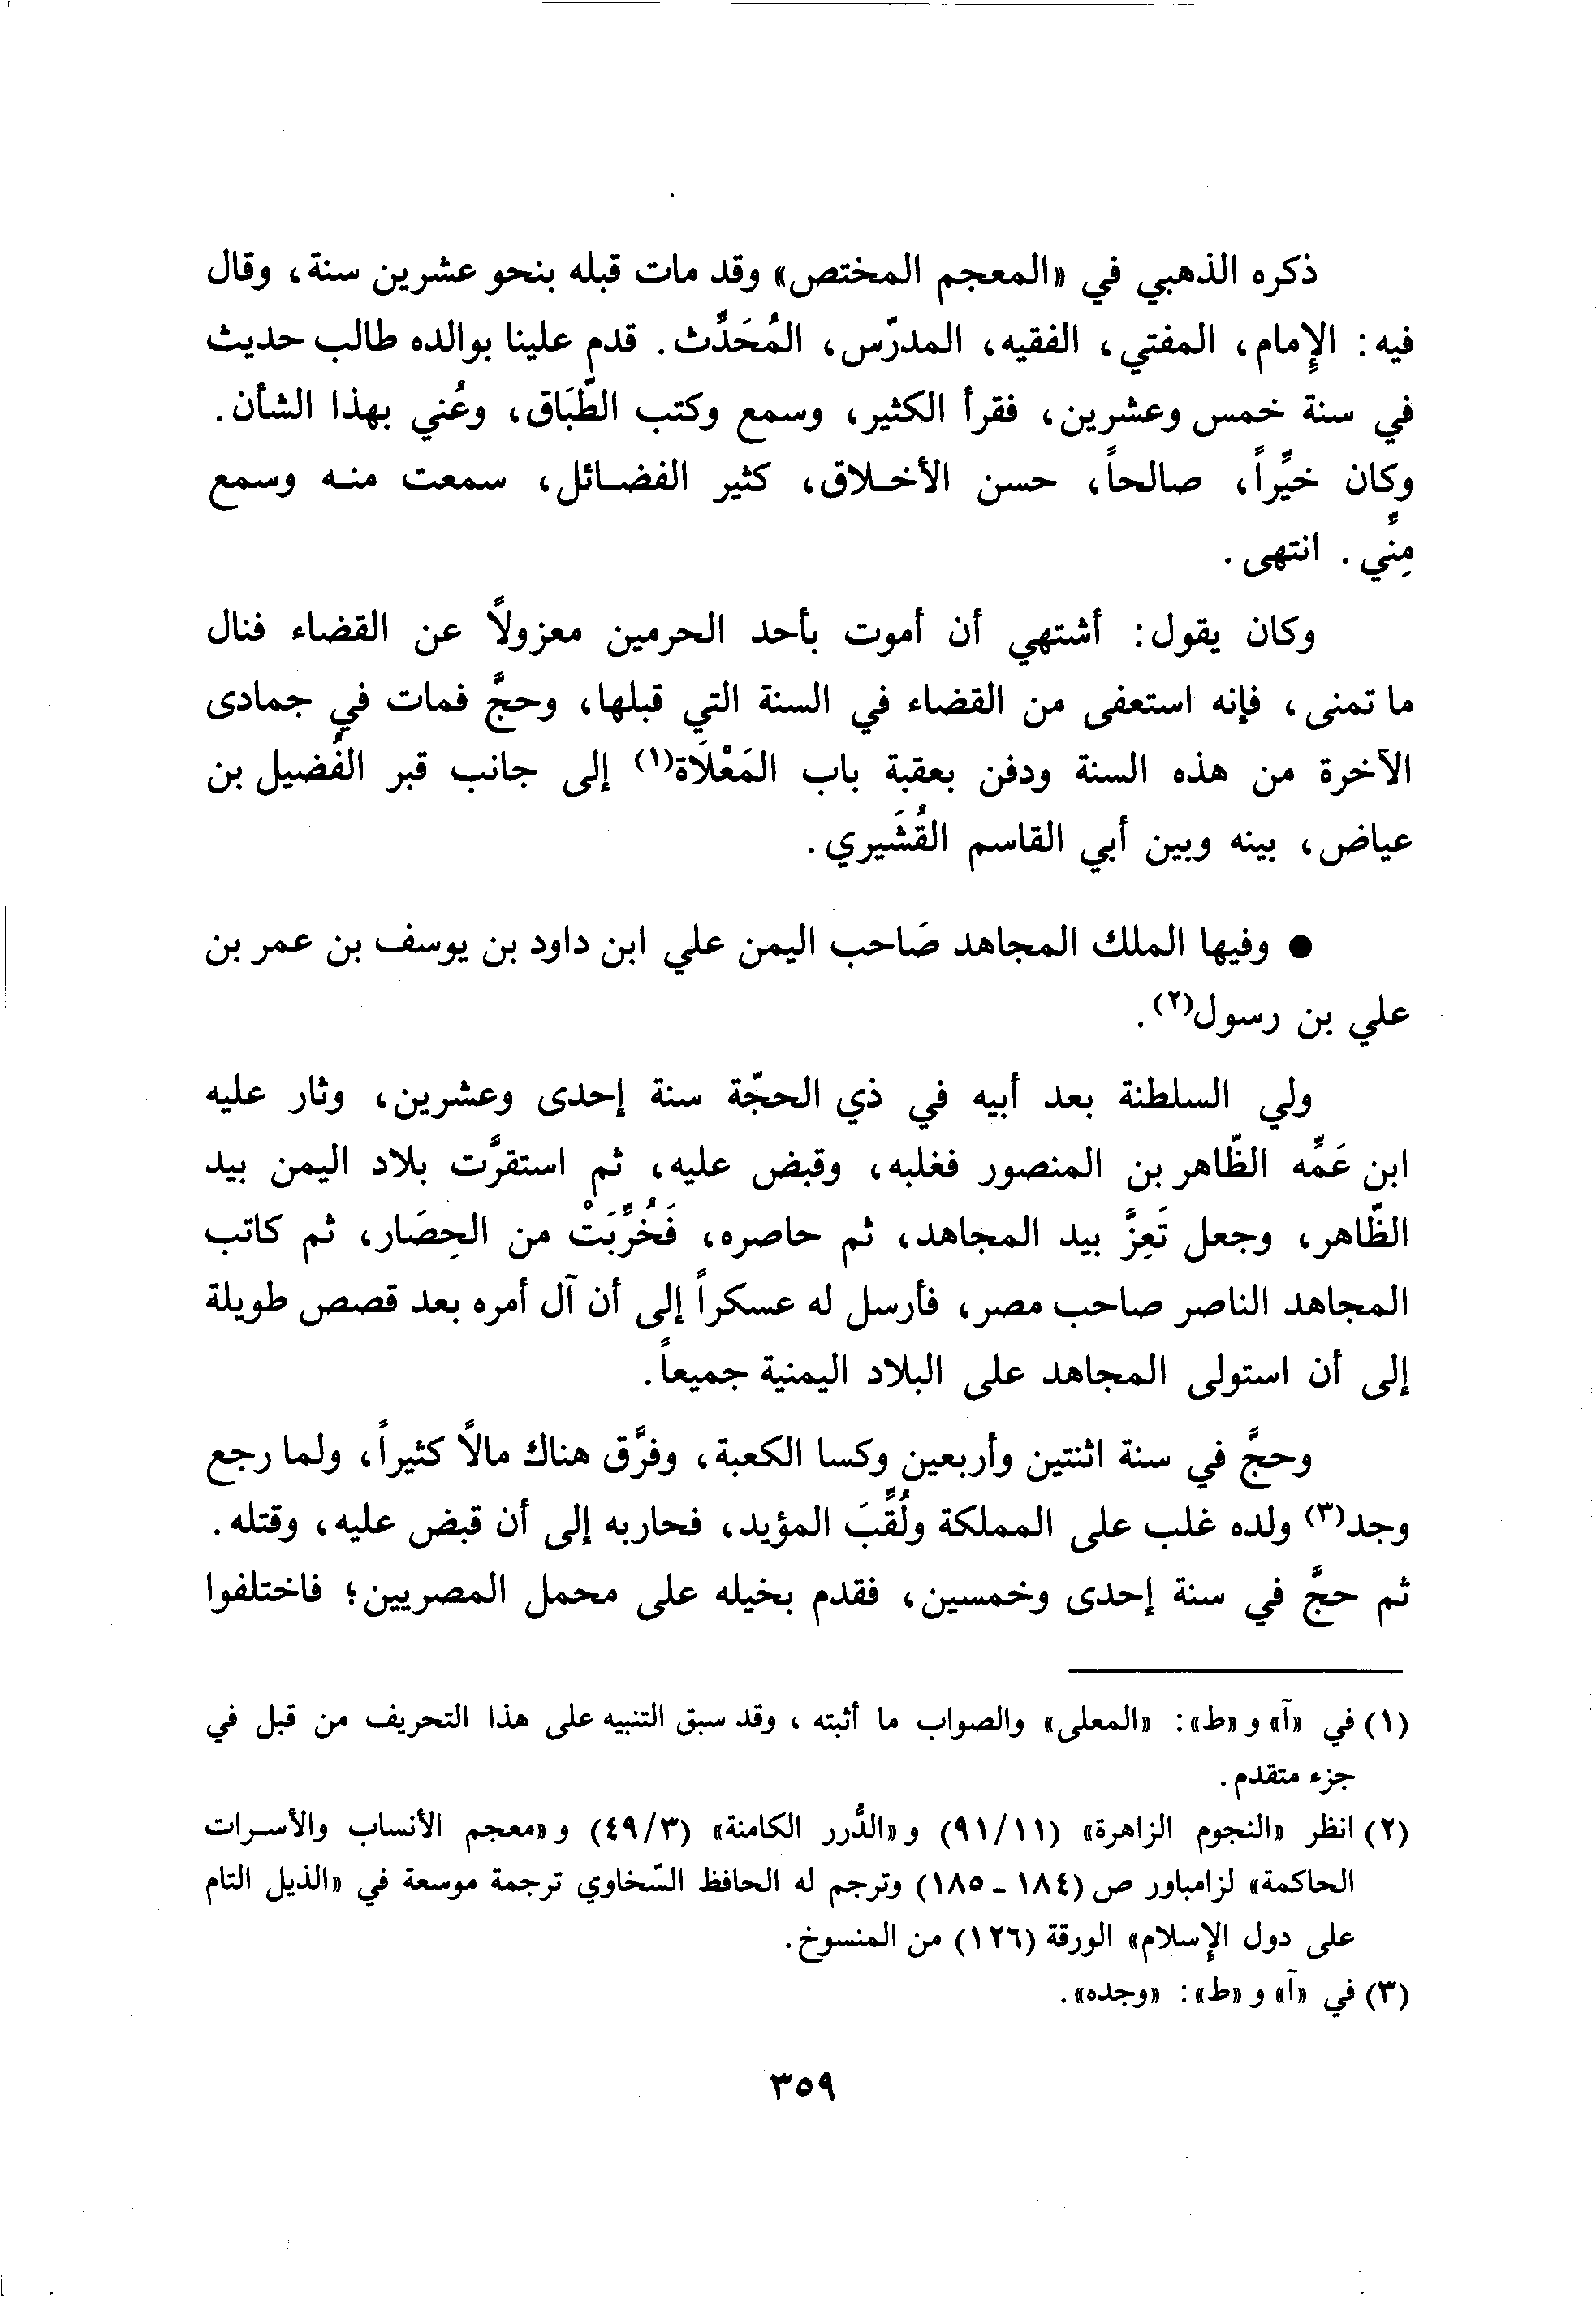 ذكره الذهبي في «المعجم المختص» وقد مات قبله بنحو عشرين سنة، وقال
فيه: الإِمام، المفتي، الفقيه، المدرّس، المُحَدِّث. قدم علينا بوالده طالب حديث
في سنة خمس وعشرين، فقرأ الكثير، وسمع وكتب الطِّبَاق، وعُني بهذا الشأن.
وكان خيِّراً، صالحاً، حسن الأخـلاق، كثير الفضـائل، سمعت منـه وسمع
مِنِّي. انتهى.
وكان يقول: أشتهي أن أموت بأحد الحرمين معزولاً عن القضاء فنال
ما تمنى، فإنه استعفى من القضاء في السنة التي قبلها، وحجَّ فمات في جمادى
الآخرة من هذه السنة ودفن بعقبة باب المَعْلَاة(١) إلى جانب قبر الفُضيل بن
عياض، بينه وبين أبي القاسم القُشَيري.
● وفيها الملك المجاهد صَاحب اليمن علي ابن داود بن يوسف بن عمر بن
علي بن رسول(٢).
ولي السلطنة بعد أبيه في ذي الحجّة سنة إحدى وعشرين، وثار عليه
ابن عَمِّه الظّاهر بن المنصور فغلبه، وقبض عليه، ثم استقرَّت بلاد اليمن بيد
الظّاهر، وجعل تَعِزَّ بيد المجاهد، ثم حاصره، فَخُرِّبَتْ من الحِصَار، ثم كاتب
المجاهد الناصر صاحب مصر، فأرسل له عسكراً إلى أن آل أمره بعد قصص طويلة
إلى أن استولى المجاهد على البلاد اليمنية جميعاً.
وحجَّ في سنة اثنتين وأربعين وكسا الكعبة، وفرَّق هناك مالاً كثيراً، ولما رجع
وجد(٣) ولده غلب على المملكة ولُقِّبَ المؤيد، فحاربه إلى أن قبض عليه، وقتله.
ثم حجَّ في سنة إحدى وخمسين، فقدم بخيله على محمل المصريين؛ فاختلفوا
(١) في «آ» و «ط»: «المعلى» والصواب ما أثبته، وقد سبق التنبيه على هذا التحريف من قبل في
جزء متقدم.
(٢) انظر «النجوم الزاهرة» (٩١/١١) و «الدُّرر الكامنة» (٤٩/٣) و «معجم الأنساب والأسـرات
الحاكمة» لزامباور ص (١٨٤ - ١٨٥) وترجم له الحافظ السّخاوي ترجمة موسعة في «الذيل التام
على دول الإِسلام» الورقة (١٢٦) من المنسوخ.
(٣) في «آ» و «ط»: «وجده».
٣٥٩